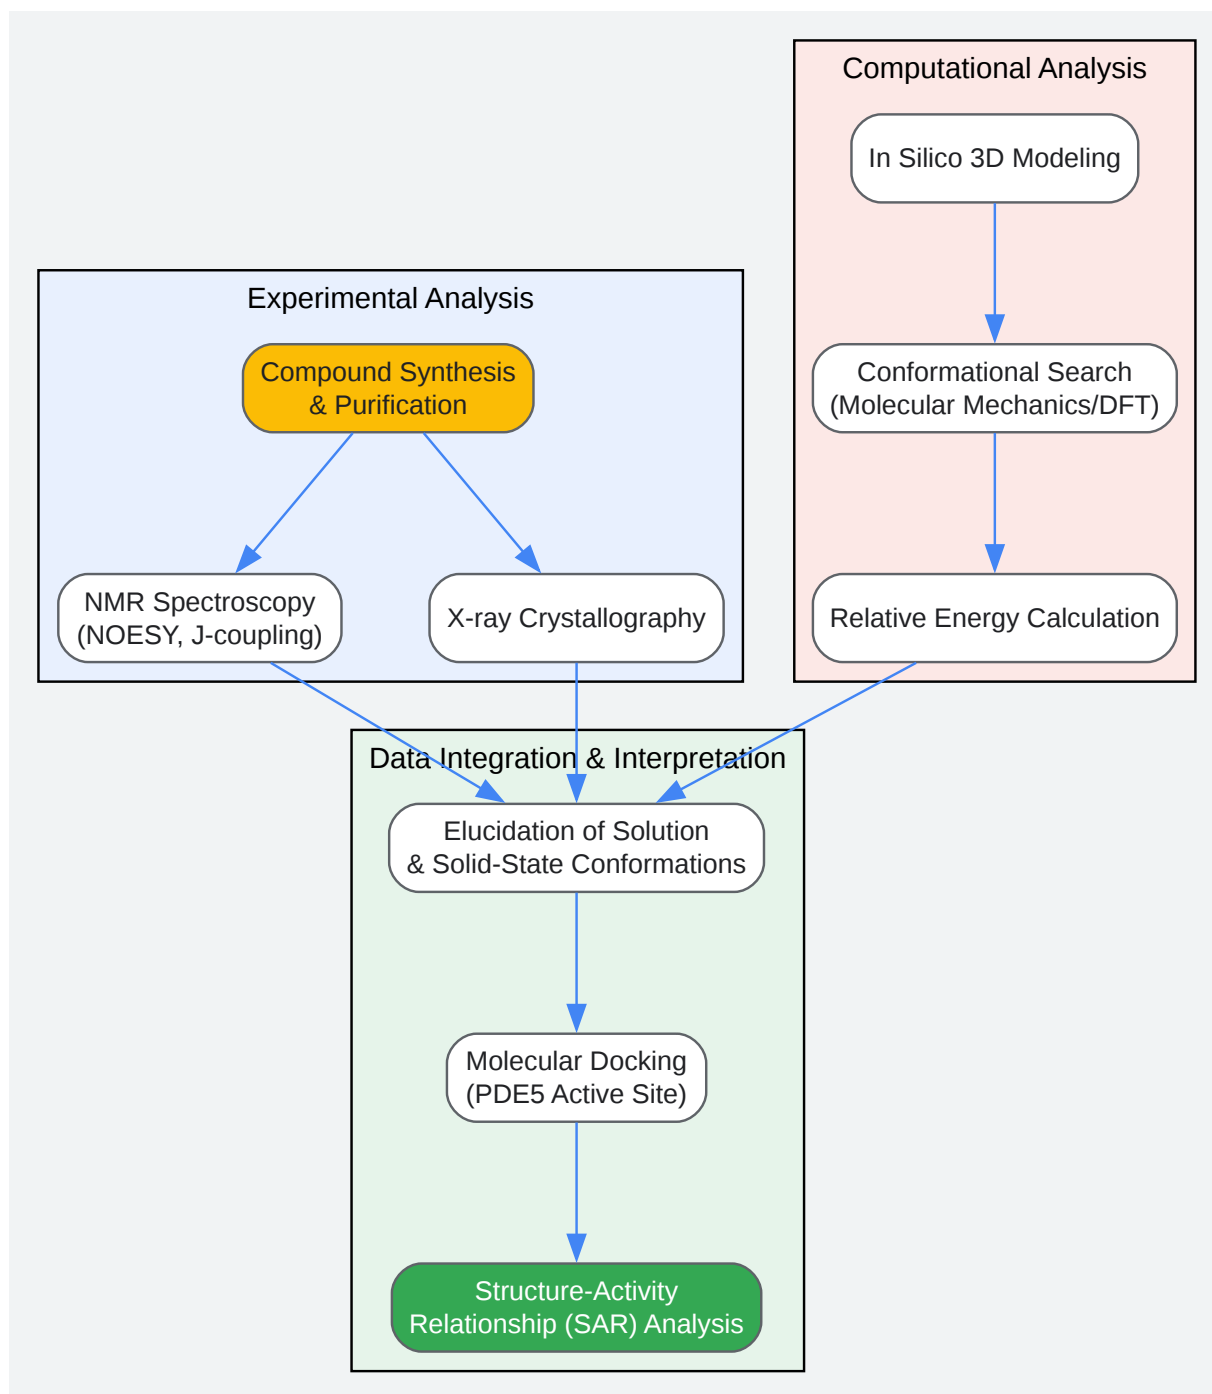 Computational Analysis
In Silico 3D Modeling
Conformational Search
(Molecular Mechanics/DFT)
Relative Energy Calculation
Experimental Analysis
Compound Synthesis
& Purification
NMR Spectroscopy
(NOESY, J-coupling)
X-ray Crystallography
Data Integration & Interpretation
Elucidation of Solution
& Solid-State Conformations
Molecular Docking
(PDE5 Active Site)
Structure-Activity
Relationship (SAR) Analysis